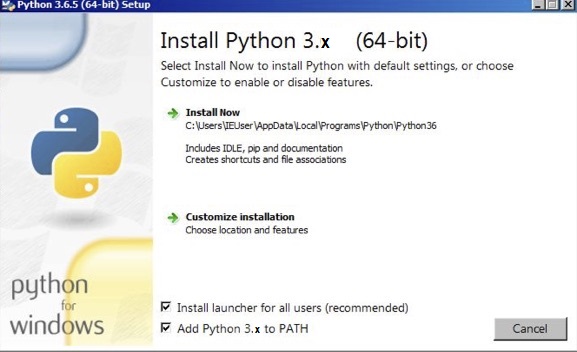 Python 3.6.5 (64-bit) Setup
Install Python 3.x (64-bit)
Select Install Now to install Python with default settings, or choose
Customize to enable or disable features.
Install Now
C:\Users\IEUser\AppData\Local\Programs\Python\Python36
Includes IDLE, pip and documentation
Creates shortcuts and file associations
Customize installation
Choose location and features
python
for
windows
Install launcher for all users (recommended)
Add Python 3.x to PATH
Cancel